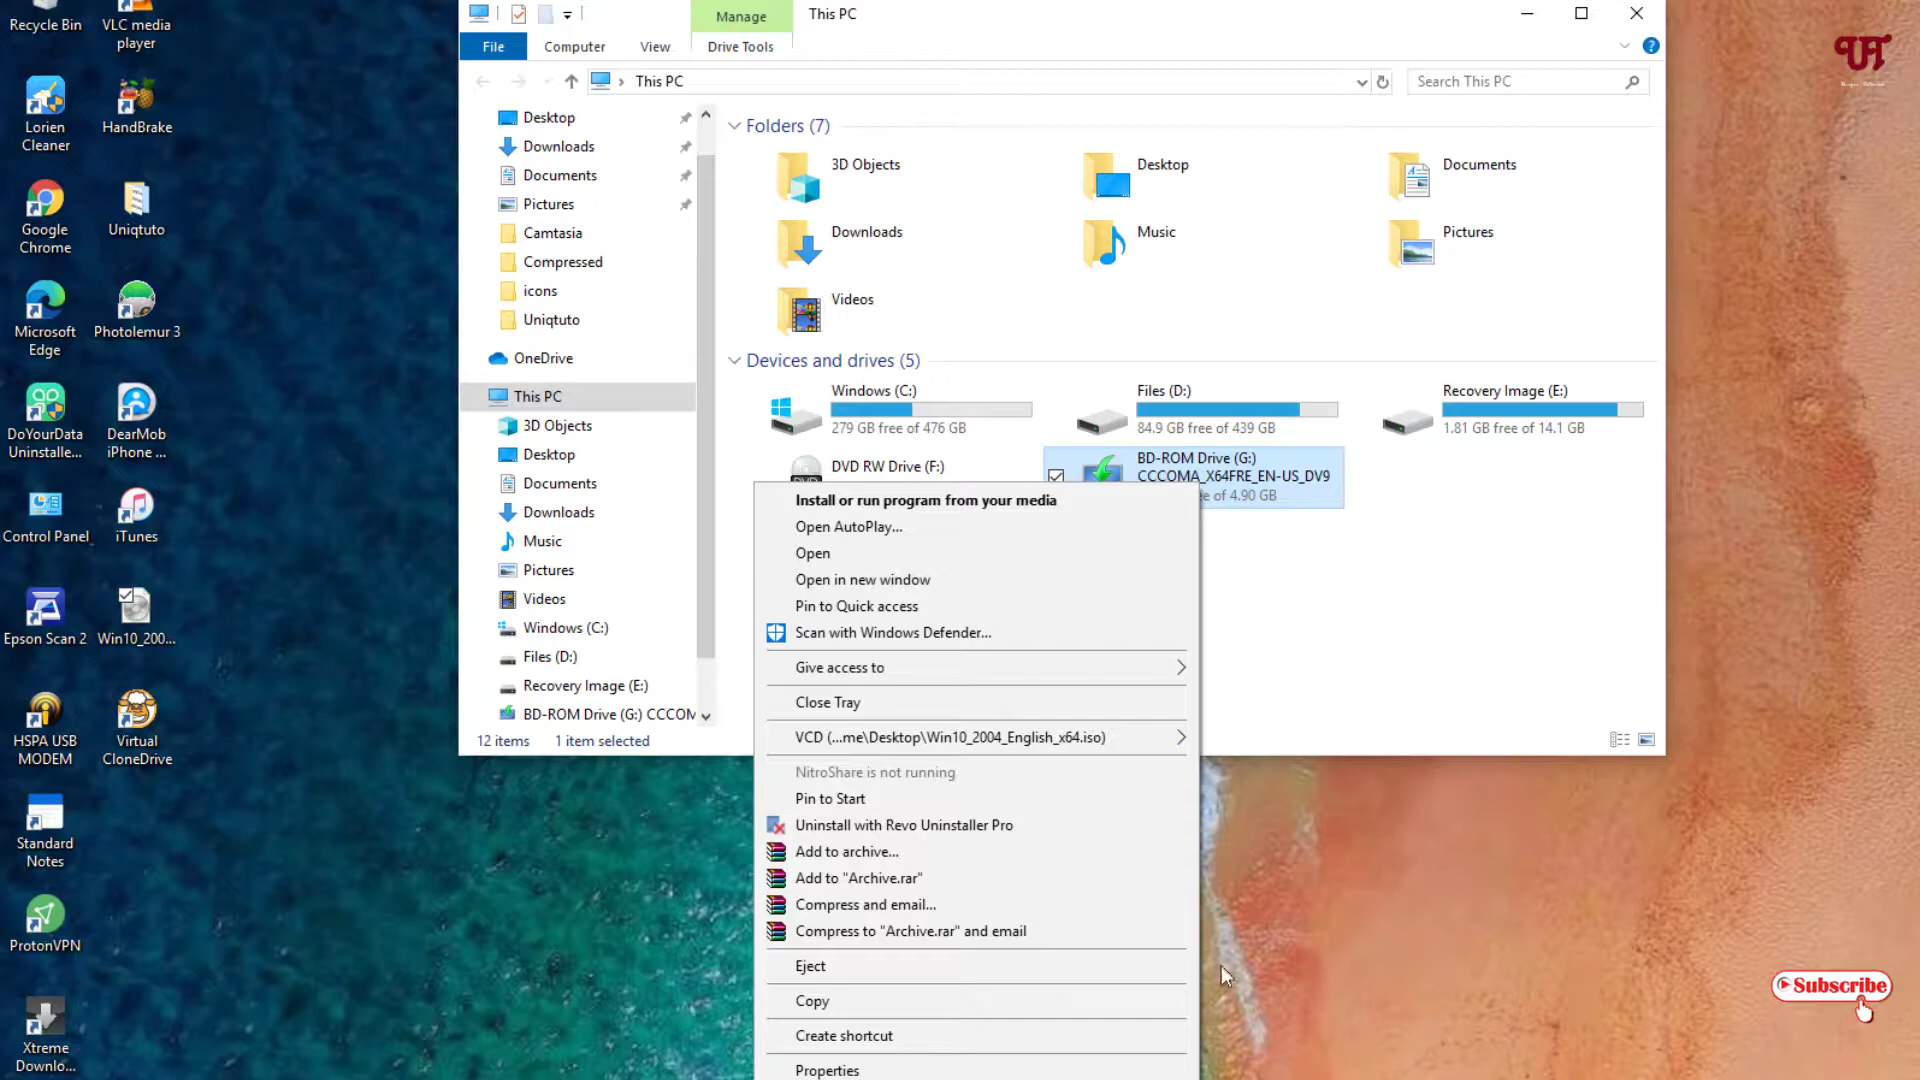 Recycle Bin
VLC media
player
Lorien
Cleaner
HandBrake
Google
Chrome
Uniqtuto
Microsoft
Edge
Photolemur 3
DoYourData
Uninstalle...
DearMob
iPhone ...
Control Panel
iTunes
Epson Scan 2
Win10_200...
HSPA USB
MODEM
Virtual
CloneDrive
Standard
Notes
ProtonVPN
Xtreme
Downlo...
Manage
This PC
File
Computer
View
Drive Tools
This PC
Search This PC
Desktop
Downloads
Documents
Pictures
Camtasia
Compressed
icons
Uniqtuto
OneDrive
This PC
3D Objects
Desktop
Documents
Downloads
Music
Pictures
Videos
Windows (C:)
Files (D:)
Recovery Image (E:)
BD-ROM Drive (G:) CCCOM
12 items
1 item selected
Folders (7)
3D Objects
Desktop
Documents
Downloads
Music
Pictures
Videos
Devices and drives (5)
Windows (C:)
279 GB free of 476 GB
Files (D:)
84.9 GB free of 439 GB
Recovery Image (E:)
1.81 GB free of 14.1 GB
DVD RW Drive (F:)
BD-ROM Drive (G:)
CCCOMA_X64FRE_EN-US_DV9
e of 4.90 GB
Install or run program from your media
Open AutoPlay...
Open
Open in new window
Pin to Quick access
Scan with Windows Defender...
Give access to
Close Tray
VCD (...me\Desktop\Win10_2004_English_x64.iso)
NitroShare is not running
Pin to Start
Uninstall with Revo Uninstaller Pro
Add to archive...
Add to "Archive.rar"
Compress and email...
Compress to "Archive.rar" and email
Eject
Copy
Create shortcut
Properties
UT
Subscribe